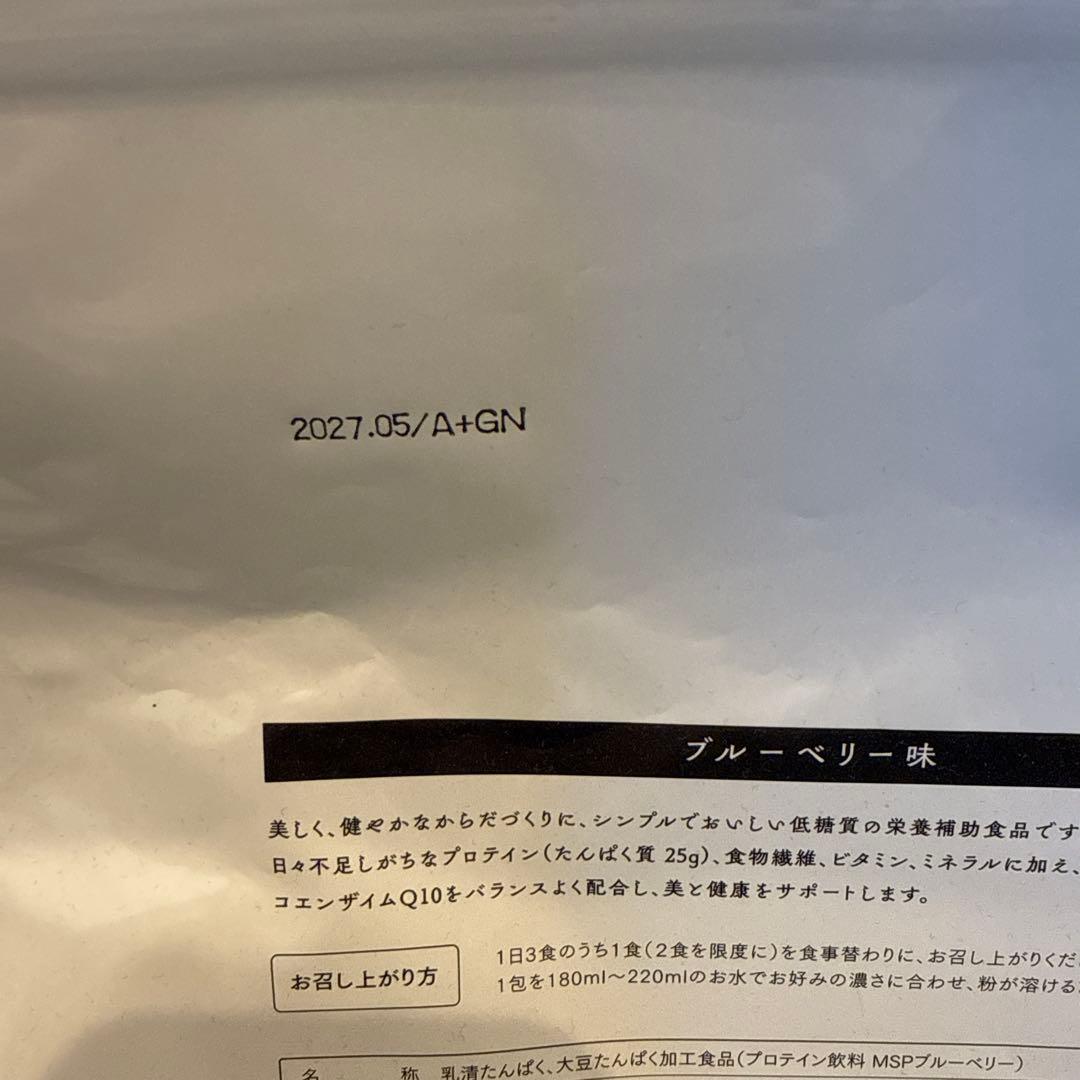 2027.05/A+GN
ブルーベリー味
美しく、健やかなからだづくりに、シンプルでおいしい低糖質の栄養補助食品です
日々不足しがちなプロテイン(たんぱく質 25g)、食物繊維、ビタミン、ミネラルに加え、
コエンザイムQ10をバランスよく配合し、美と健康をサポートします。
お召し上がり方
1日3食のうち1食(2食を限度に)を食事替わりに、お召し上がりくだ
1包を180ml〜220mlのお水でお好みの濃さに合わせ、粉が溶ける
名称 乳清たんぱく、大豆たんぱく加工食品(プロテイン飲料 MSPブルーベリー)